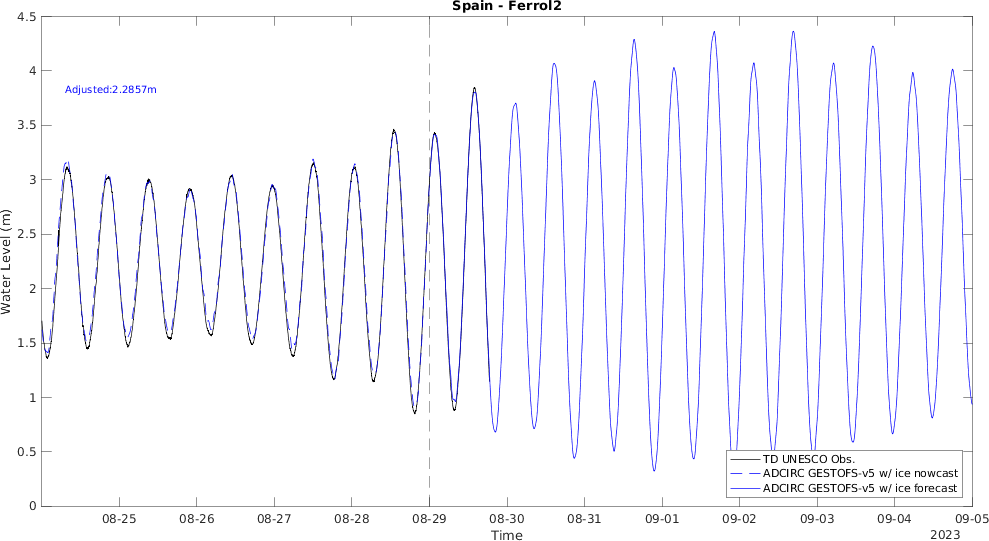 Spain - Ferrol2
4.5
4
3.5
3
2.5
2
1.5
1
0.5
0
Water Level (m)
Adjusted:2.2857m
TD UNESCO Obs.
ADCIRC GESTOFS-v5 w/ ice nowcast
ADCIRC GESTOFS-v5 w/ ice forecast
08-25 08-26 08-27 08-28 08-29 08-30 08-31 09-01 09-02 09-03 09-04 09-05
Time
2023